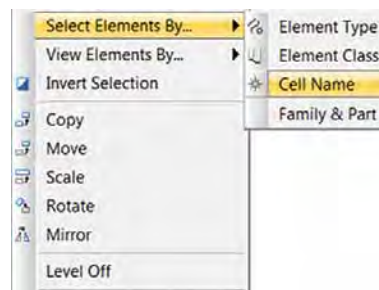 Select Elements By...
View Elements By...
Invert Selection
Copy
Move
Scale
Rotate
Mirror
Level Off
Element Type
Element Class
Cell Name
Family & Part